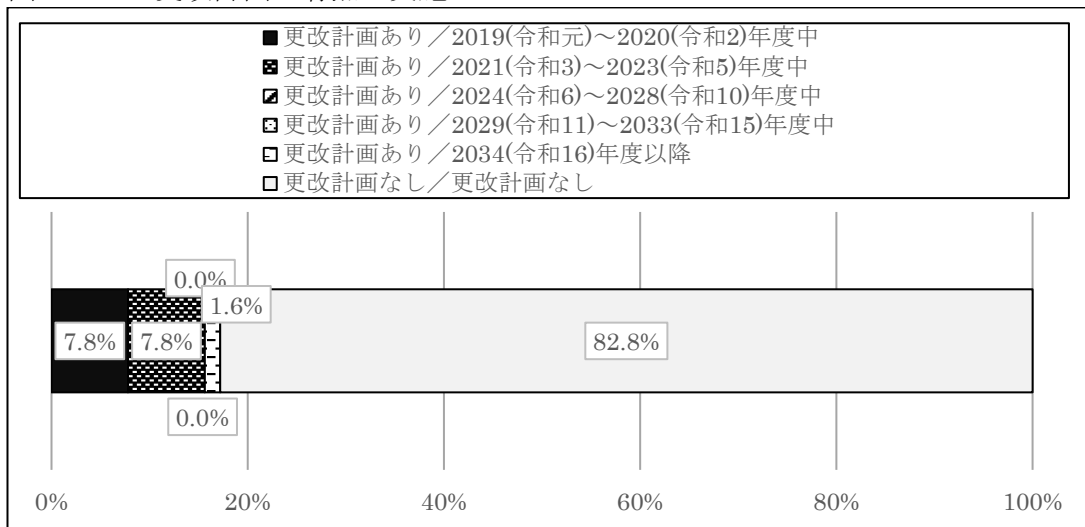 ■更改計画あり／2019(令和元)～2020(令和2)年度中
更改計画あり／2021(令和3)～2023(令和5)年度中
更改計画あり／2024(令和6)～2028(令和10)年度中
更改計画あり／2029(令和11)～2033(令和15)年度中
更改計画あり／2034(令和16)年度以降
更改計画なし／更改計画なし
0.0%
1.6%
7.8% 7.8% 82.8%
0.0%
0% 20% 40% 60% 80% 100%